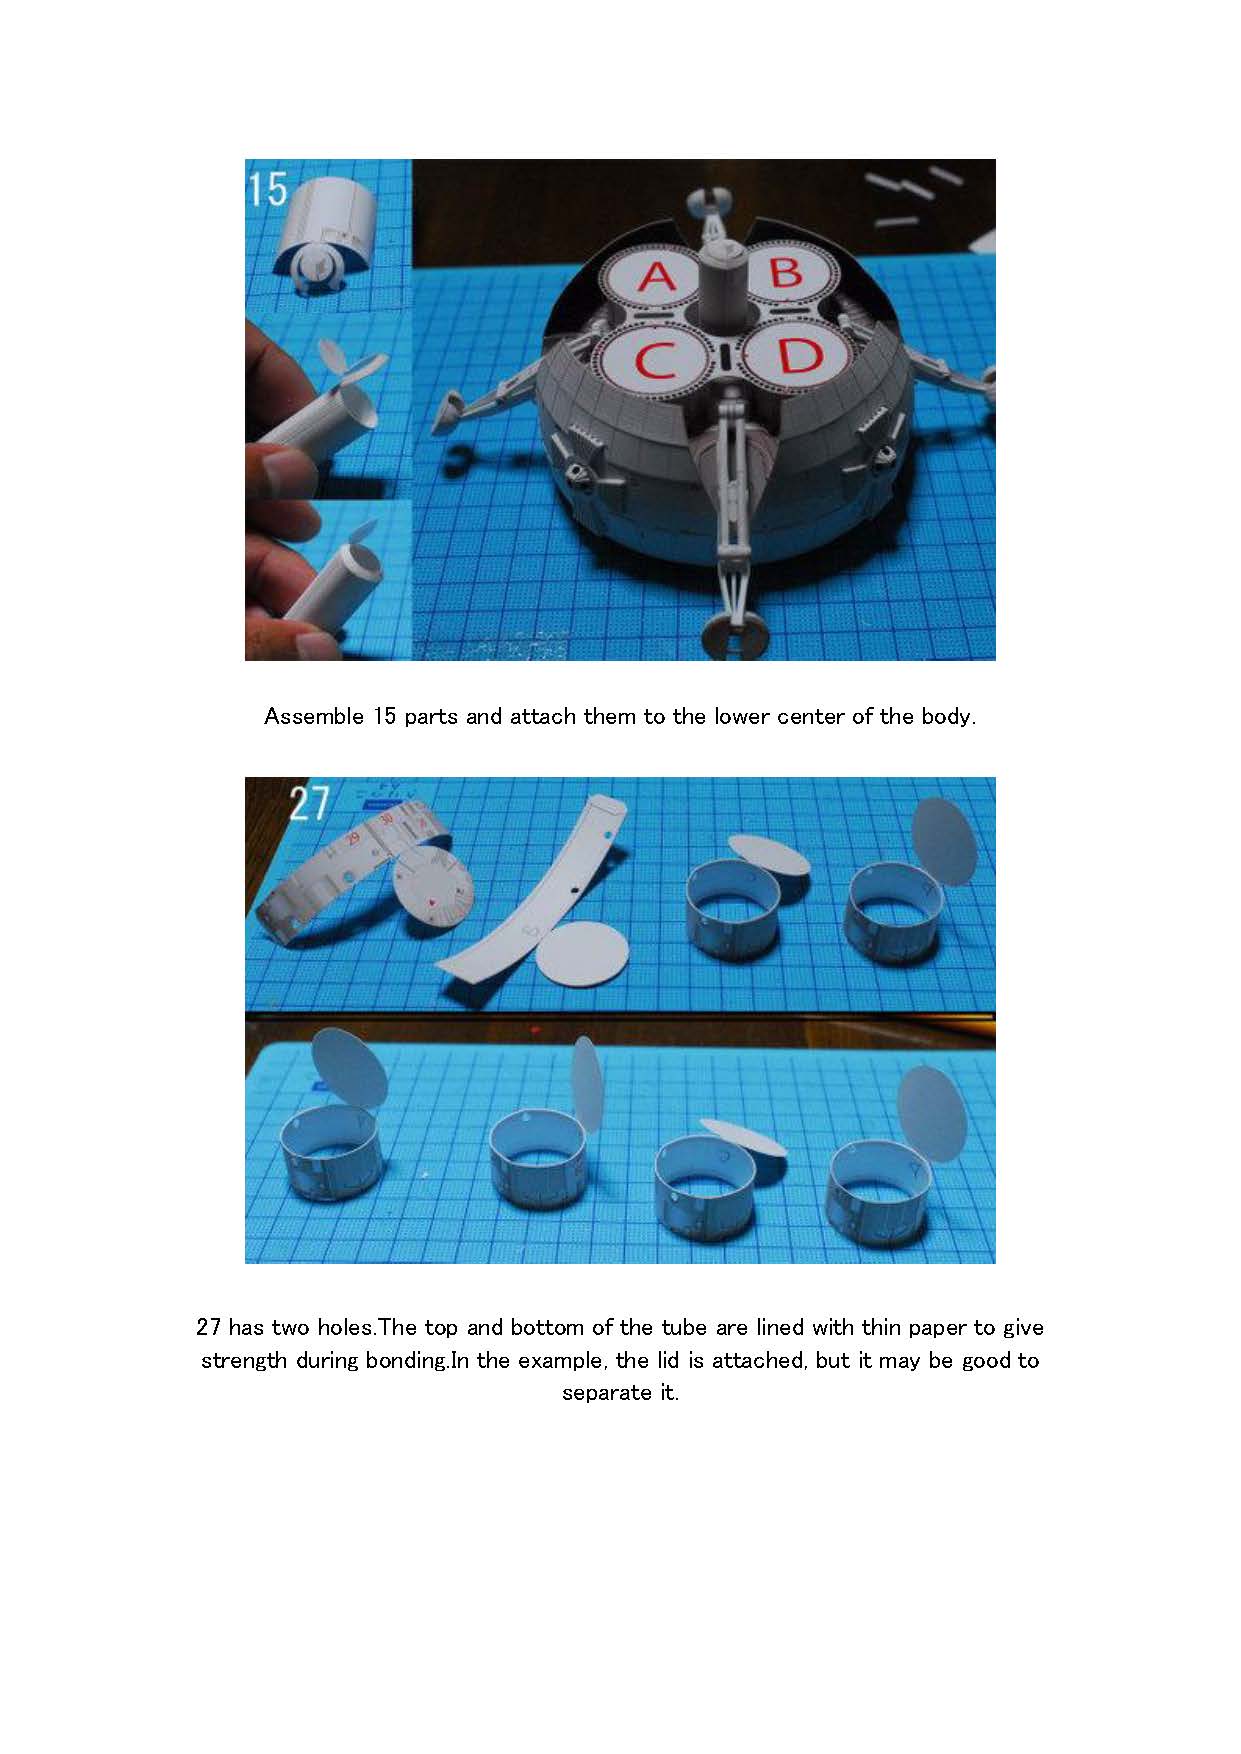 15
A
B
C
D
Assemble 15 parts and attach them to the lower center of the body.
27
29
30
27 has two holes.The top and bottom of the tube are lined with thin paper to give
strength during bonding.In the example, the lid is attached, but it may be good to
separate it.